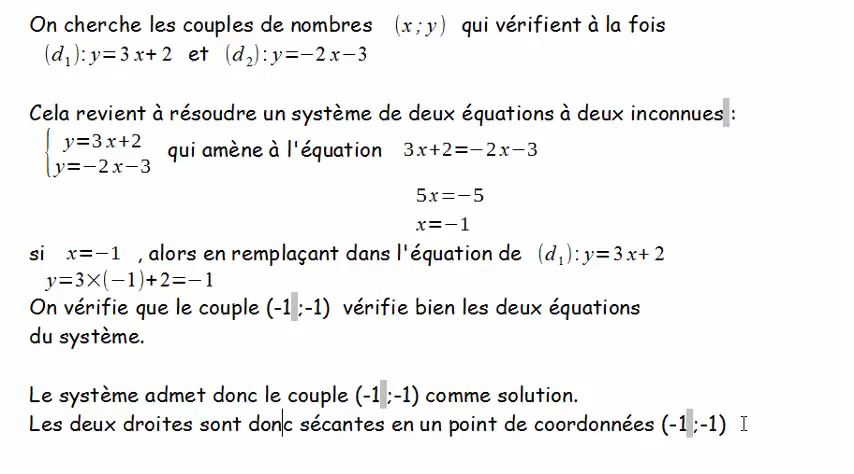 On cherche les couples de nombres (x ; y) qui vérifient à la fois
(d₁): y=3x+2 et (d₂): y=−2x−3
Cela revient à résoudre un système de deux équations à deux inconnues :
{ y=3x+2
y=−2x−3 qui amène à l'équation 3x+2=−2x−3
5x=−5
x=−1
si x=−1 , alors en remplaçant dans l'équation de (d₁): y=3x+2
y=3×(−1)+2=−1
On vérifie que le couple (-1 ;-1) vérifie bien les deux équations
du système.
Le système admet donc le couple (-1 ;-1) comme solution.
Les deux droites sont donc sécantes en un point de coordonnées (-1 ;-1)